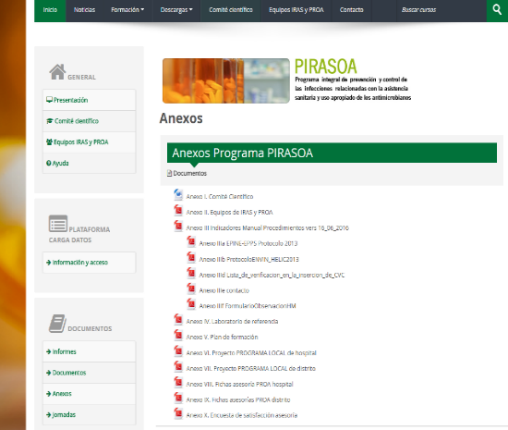 Inicio Noticias Formación Descargas Comité científico Equipos IRAS y PROA Contacto Buscar cursos
GENERAL
Presentación
Comité científico
Equipos IRAS y PROA
Ayuda
PLATAFORMA
CARGA DATOS
Información y acceso
DOCUMENTOS
Informes
Documentos
Anexos
Jornadas
PIRASOA
Programa integral de prevención y control de
las infecciones relacionadas con la asistencia
sanitaria y uso apropiado de los antimicrobianos
Anexos
Anexos Programa PIRASOA
Documentos
Anexo I. Comité Científico
Anexo II. Equipos de IRAS y PROA
Anexo III Indicadores Manual Procedimientos vers 16_06_2016
Anexo IIIa EPINE-EPPS Protocolo 2013
Anexo IIIb ProtocoloENVIN_HELIC2013
Anexo IIId Lista_de_verificacion_en_la_insercion_de_CVC
Anexo IIIe contacto
Anexo IIIf FormularioObservacionHM
Anexo IV. Laboratorio de referencia
Anexo V. Plan de formación
Anexo VI. Proyecto PROGRAMA LOCAL de hospital
Anexo VII. Proyecto PROGRAMA LOCAL de distrito
Anexo VIII. Fichas asesoría PROA hospital
Anexo IX. Fichas asesorías PROA distrito
Anexo X. Encuesta de satisfacción asesoría